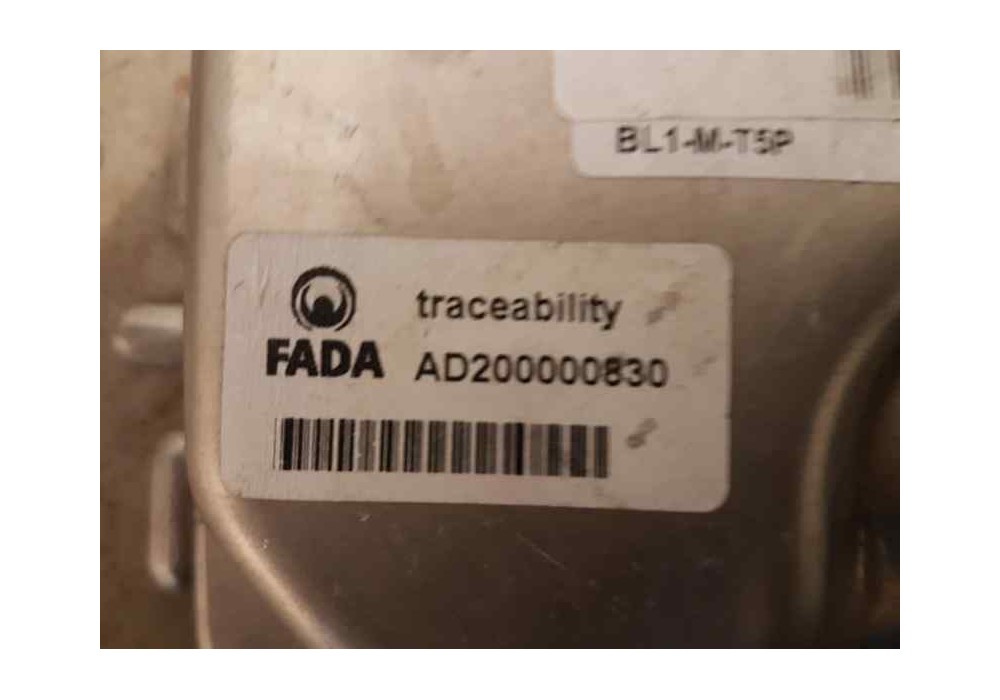 BL1-M-T5P
traceability
FADA
AD200000830